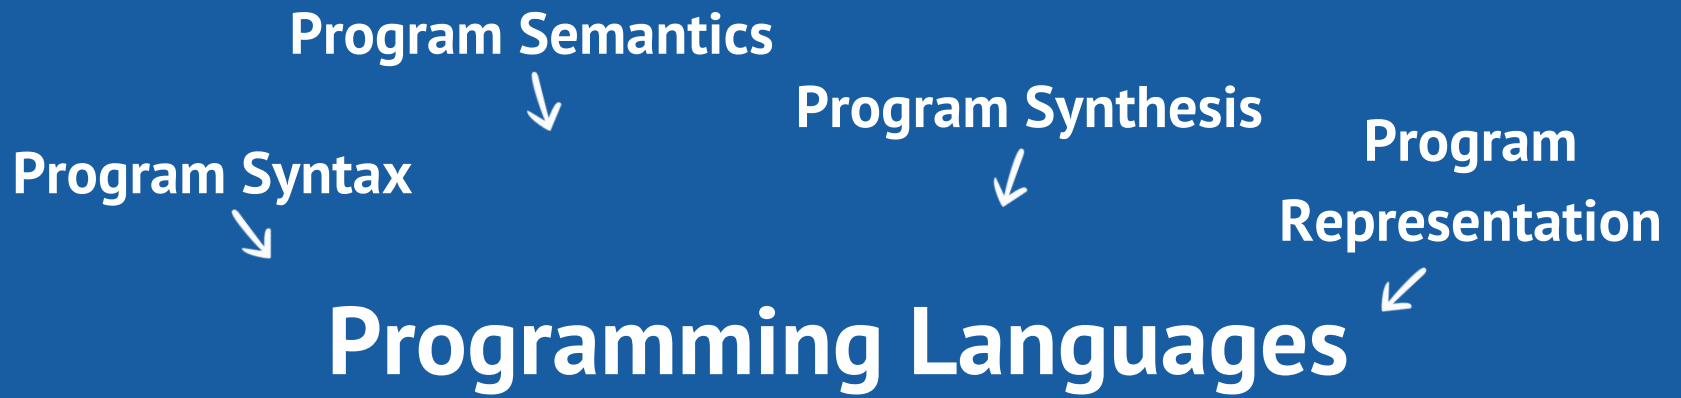 Program Semantics
Program Synthesis
Program
Representation
Program Syntax
Programming Languages